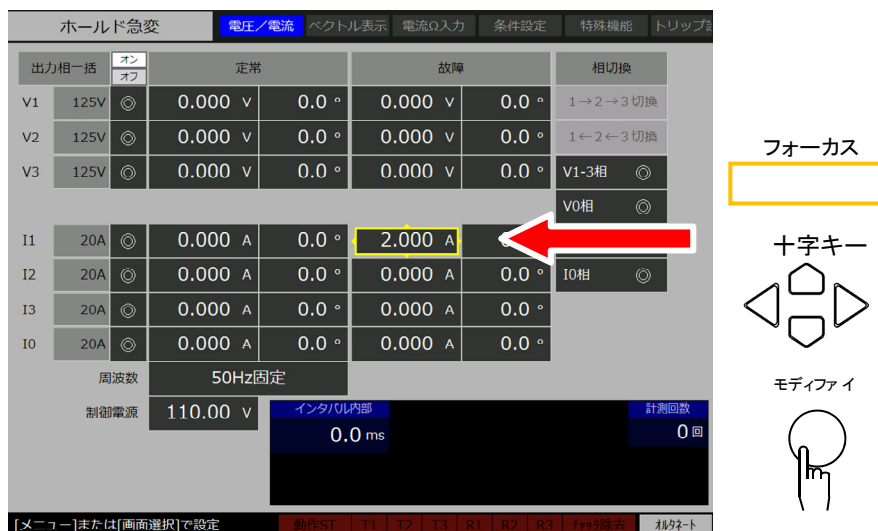 ホールド急変 電圧／電流 ベクトル表示 電流Ω入力 条件設定 特殊機能 トリップ
出力相一括 オン オフ 定常 故障 相切換
V1 125V ◎ 0.000 V 0.0 ° 0.000 V 0.0 ° 1→2→3切換
V2 125V ◎ 0.000 V 0.0 ° 0.000 V 0.0 ° 1←2←3切換
V3 125V ◎ 0.000 V 0.0 ° 0.000 V 0.0 ° V1-3相 ◎
V0相 ◎
I1 20A ◎ 0.000 A 0.0 ° 2.000 A
I2 20A ◎ 0.000 A 0.0 ° 0.000 A 0.0 ° I0相 ◎
I3 20A ◎ 0.000 A 0.0 ° 0.000 A 0.0 °
I0 20A ◎ 0.000 A 0.0 ° 0.000 A 0.0 °
周波数 50Hz固定
制御電源 110.00 V
インタバル内部 計測回数
0.0 ms 0 回
[メニュー]または[画面選択]で設定 動作ST T1 T2 T3 R1 R2 R3 ﾁｬｯﾀ除去 ｵﾙﾀﾈｰﾄ
フォーカス
十字キー
モディファイ